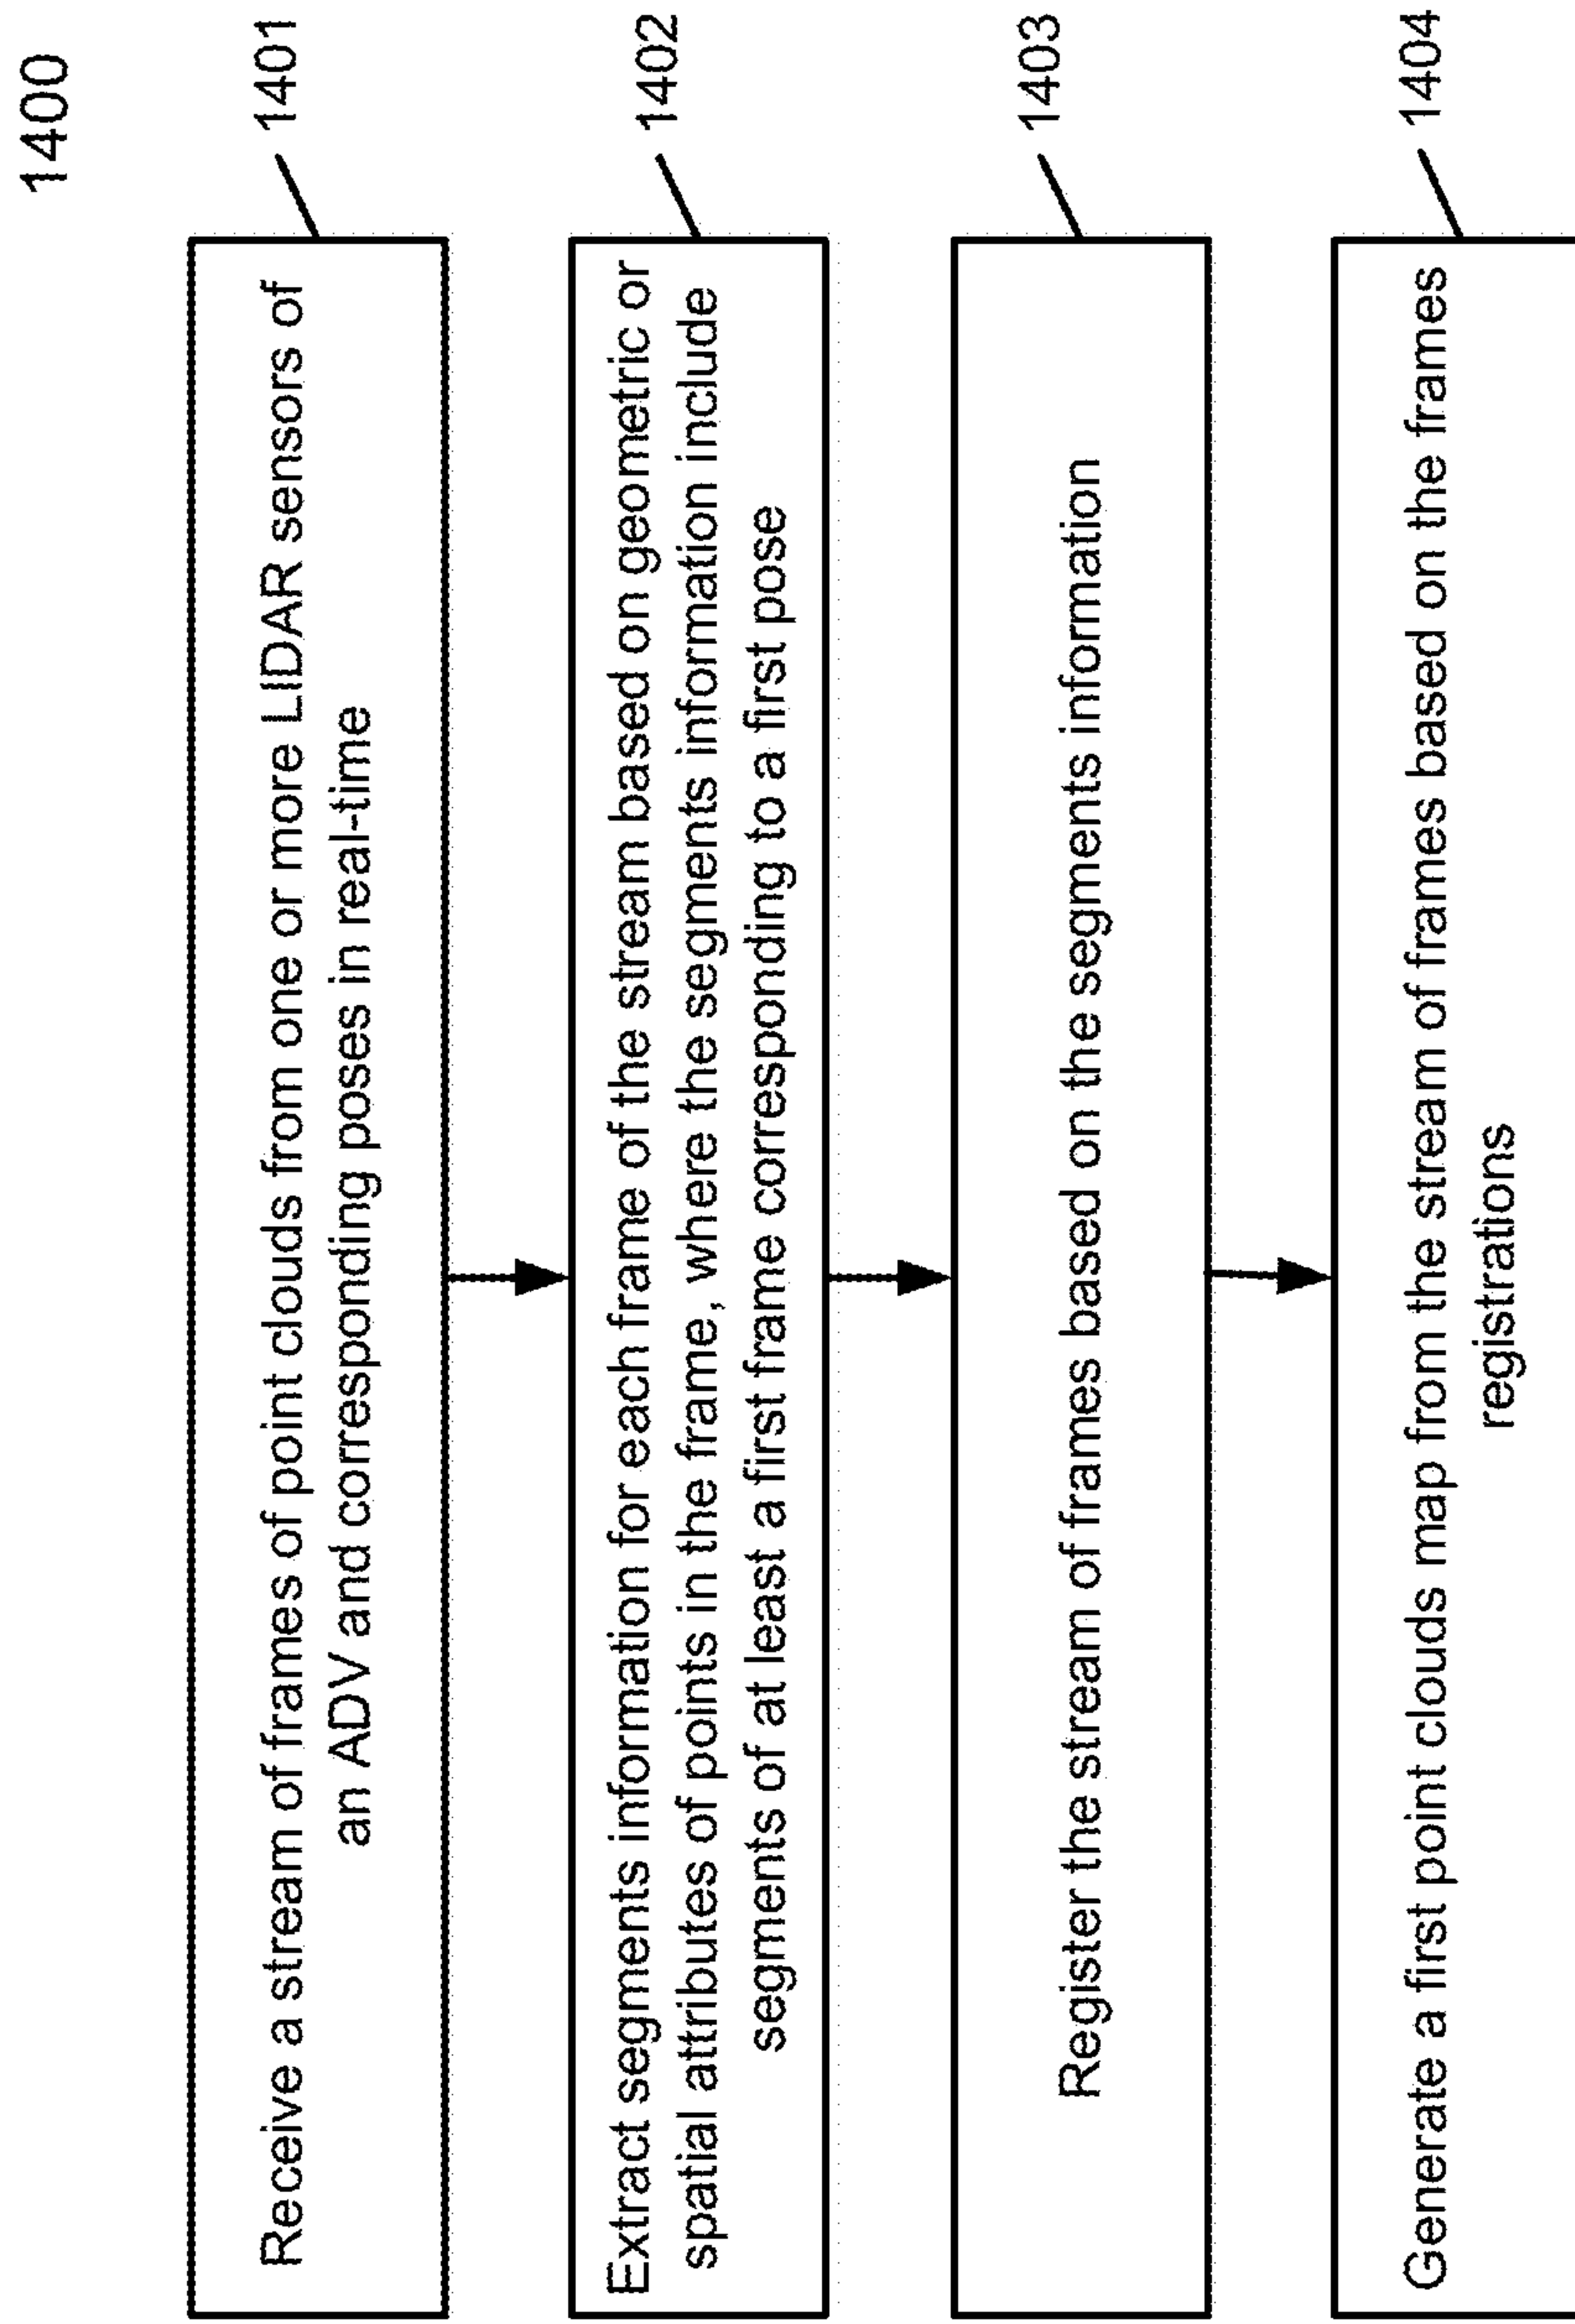 1400
Receive a stream of frames of point clouds from one or more LIDAR sensors of
an ADV and corresponding poses in real-time
1401
Extract segments information for each frame of the stream based on geometric or
spatial attributes of points in the frame, where the segments information include
segments of at least a first frame corresponding to a first pose
1402
Register the stream of frames based on the segments information
1403
Generate a first point clouds map from the stream of frames based on the frames
registrations
1404